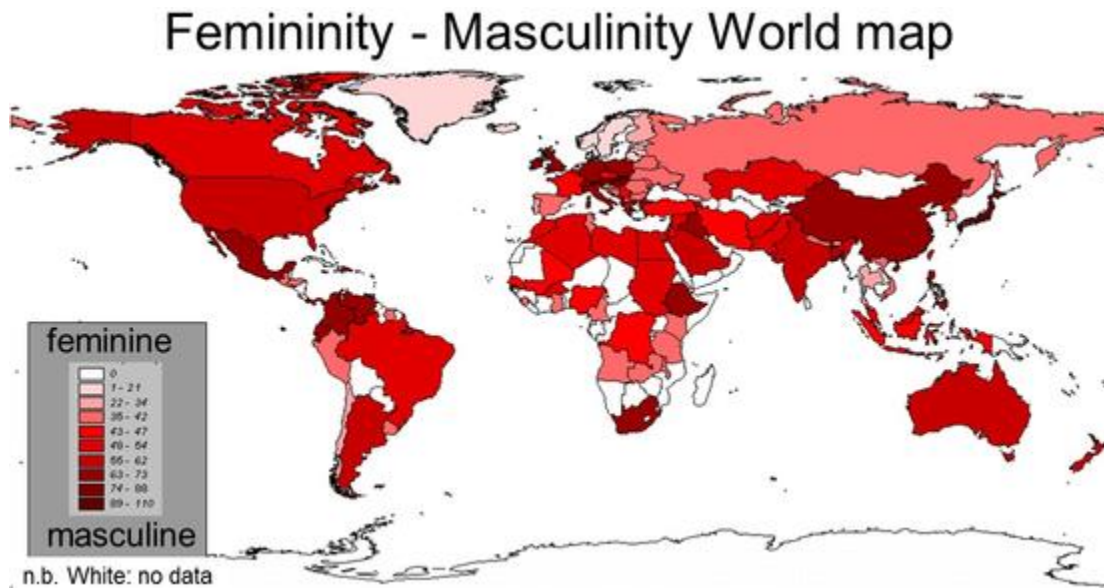 Femininity - Masculinity World map
feminine
0
1 - 21
22 - 34
35 - 42
43 - 47
48 - 54
55 - 62
63 - 73
74 - 88
89 - 110
masculine
n.b. White: no data